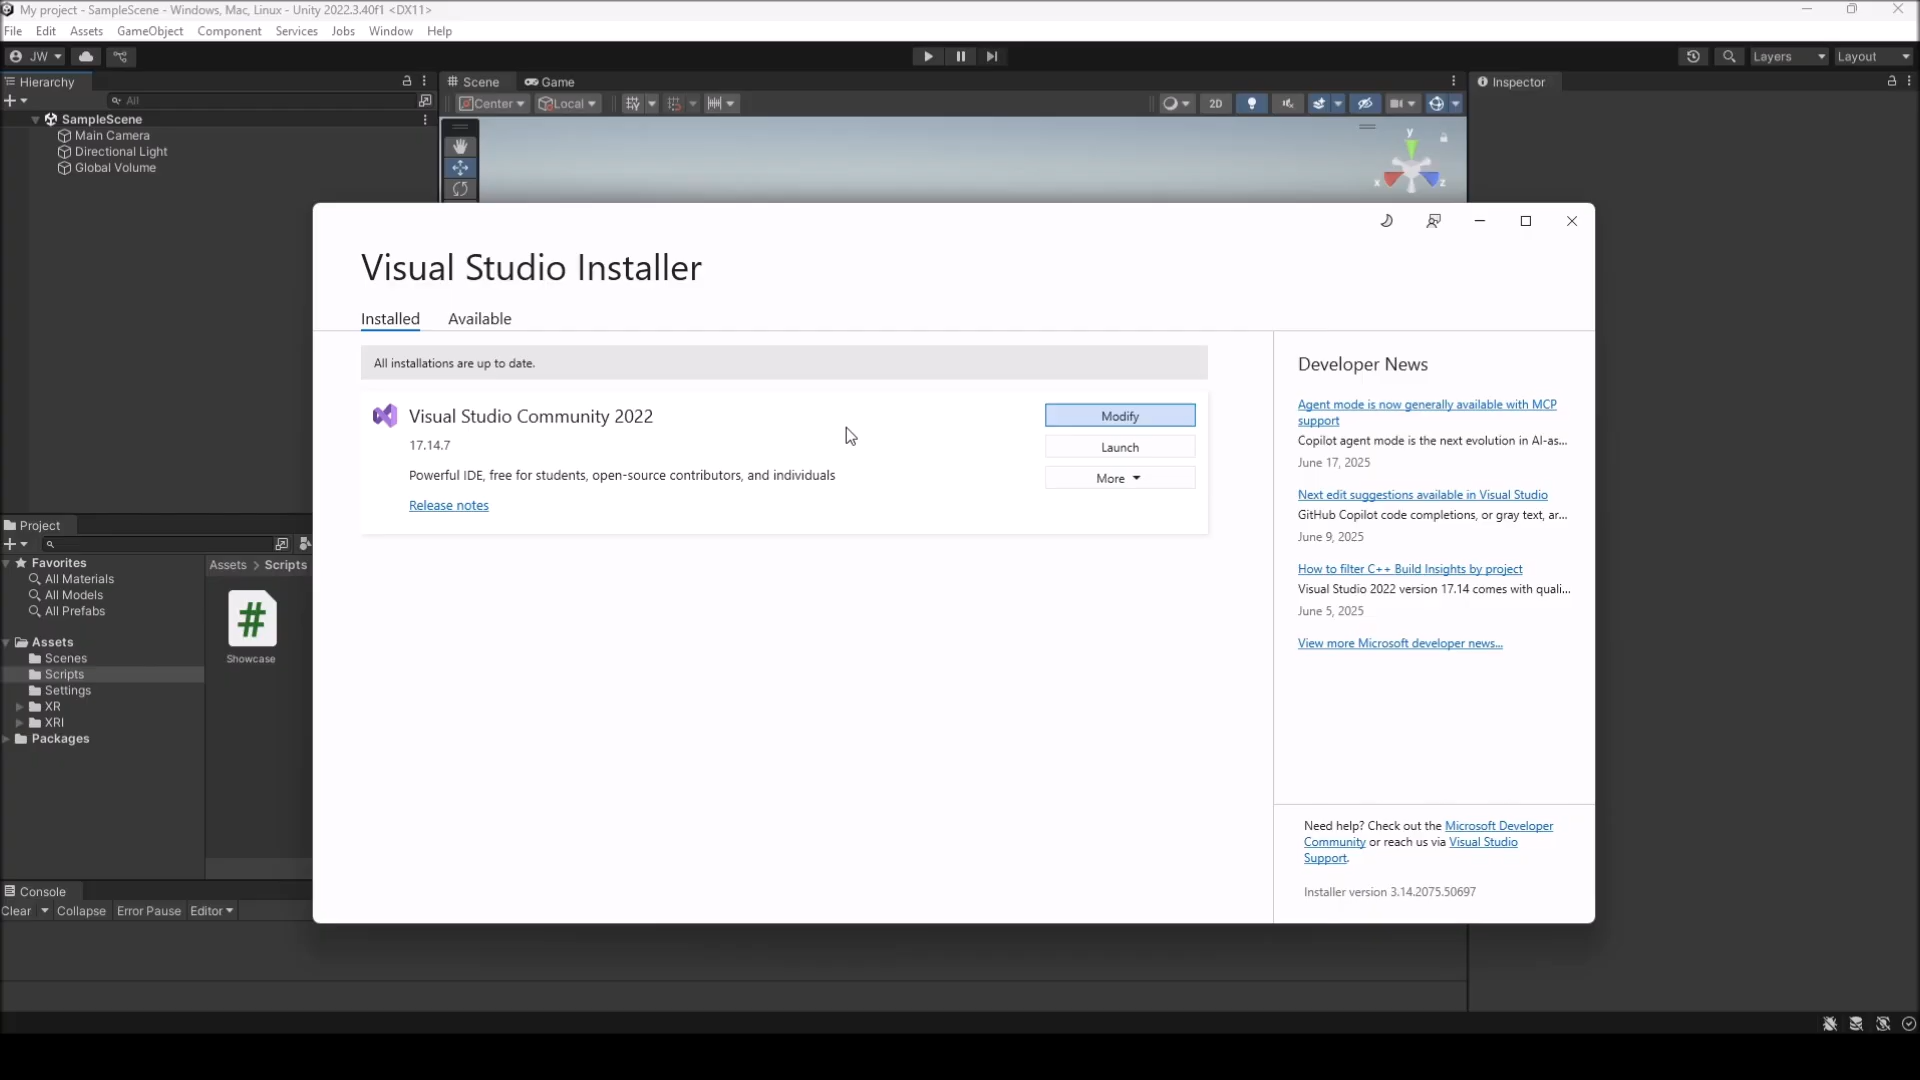 My project - SampleScene - Windows, Mac, Linux - Unity 2022.3.40f1 <DX11>
File Edit Assets GameObject Component Services Jobs Window Help
JW
Layers
Layout
Hierarchy
Scene
Game
Inspector
All
Center
Local
2D
SampleScene
Main Camera
Directional Light
Global Volume
y
x
z
Visual Studio Installer
Installed
Available
All installations are up to date.
Visual Studio Community 2022
17.14.7
Powerful IDE, free for students, open-source contributors, and individuals
Release notes
Modify
Launch
More
Developer News
Agent mode is now generally available with MCP
support
Copilot agent mode is the next evolution in AI-as...
June 17, 2025
Next edit suggestions available in Visual Studio
GitHub Copilot code completions, or gray text, ar...
June 9, 2025
How to filter C++ Build Insights by project
Visual Studio 2022 version 17.14 comes with quali...
June 5, 2025
View more Microsoft developer news...
Need help? Check out the Microsoft Developer
Community or reach us via Visual Studio
Support.
Installer version 3.14.2075.50697
Project
Favorites
All Materials
All Models
All Prefabs
Assets
Scenes
Scripts
Settings
XR
XRI
Packages
Assets > Scripts
#
Showcase
Console
Clear
Collapse
Error Pause
Editor